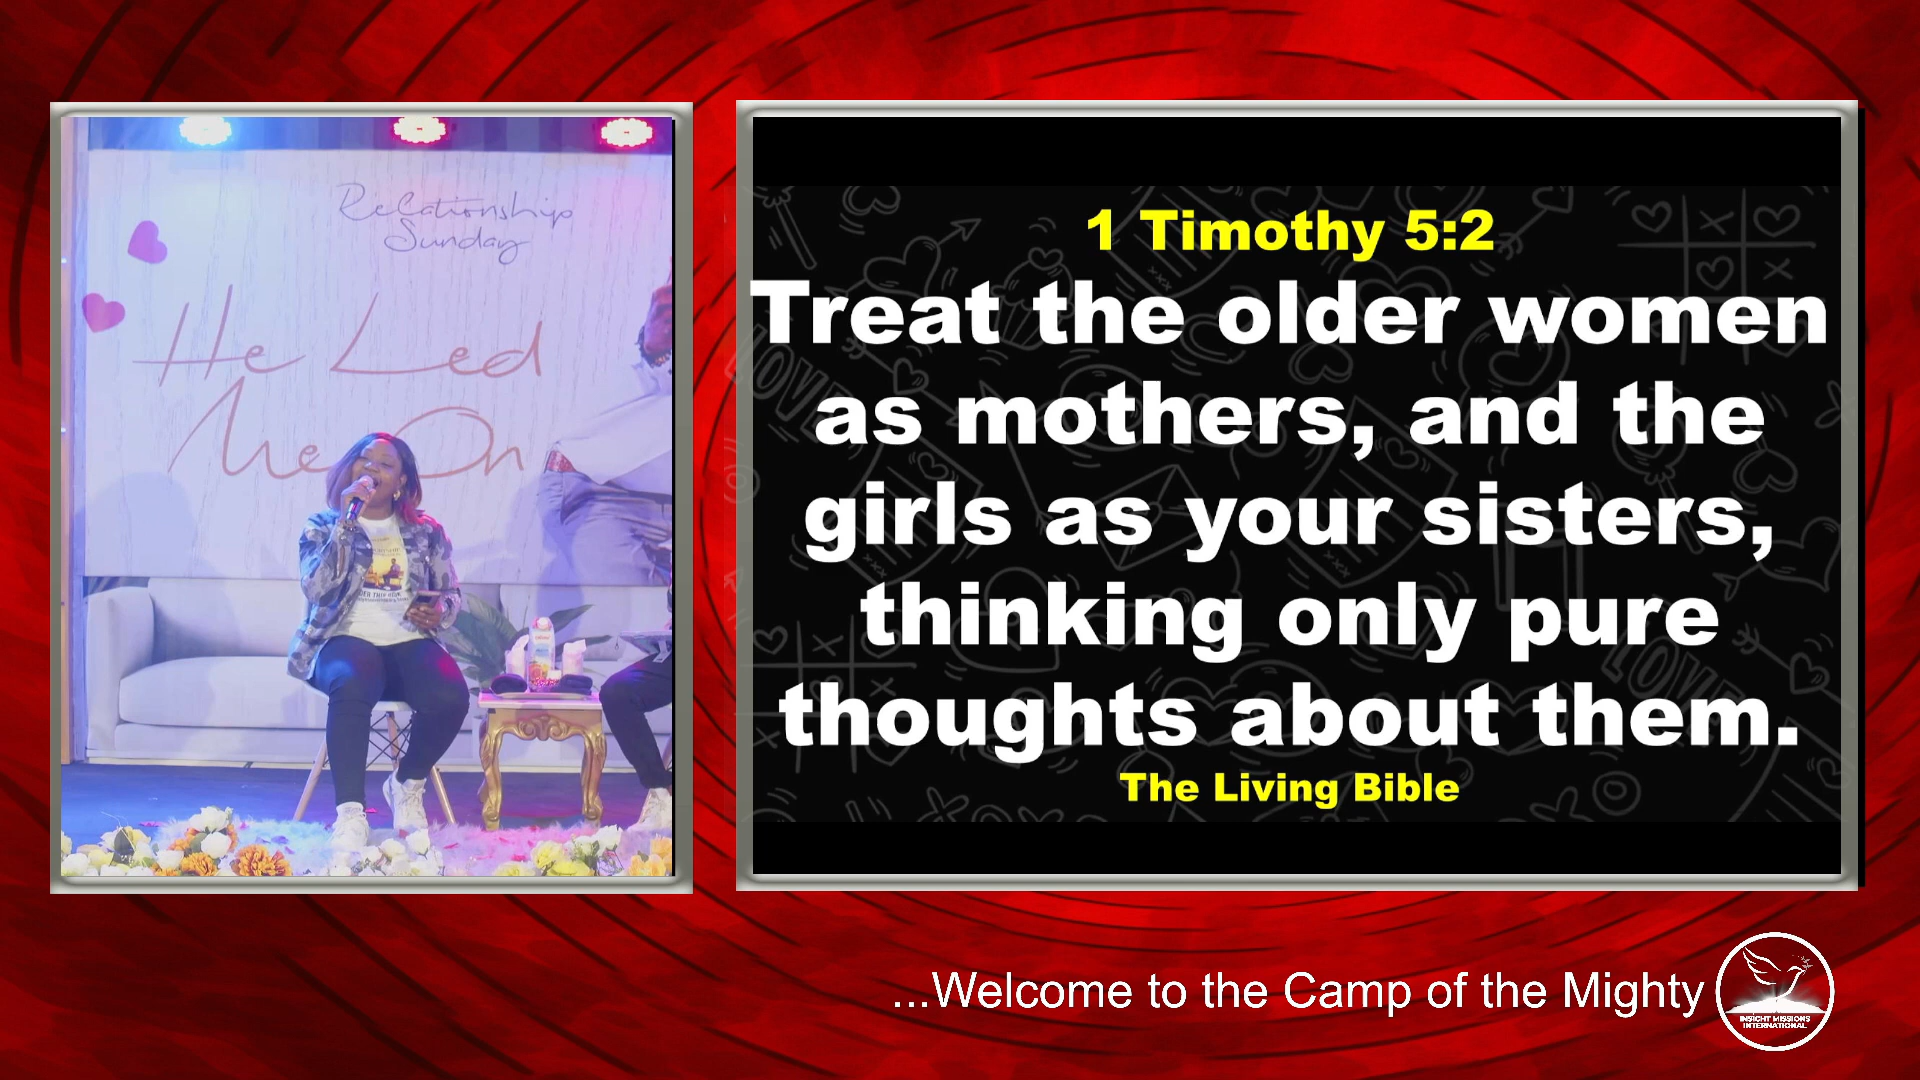 Relationship
Sunday
He Led
Me On
1 Timothy 5:2
Treat the older women
as mothers, and the
girls as your sisters,
thinking only pure
thoughts about them.
The Living Bible
LOVE
LOVE
...Welcome to the Camp of the Mighty
INSIGHT MISSIONS
INTERNATIONAL